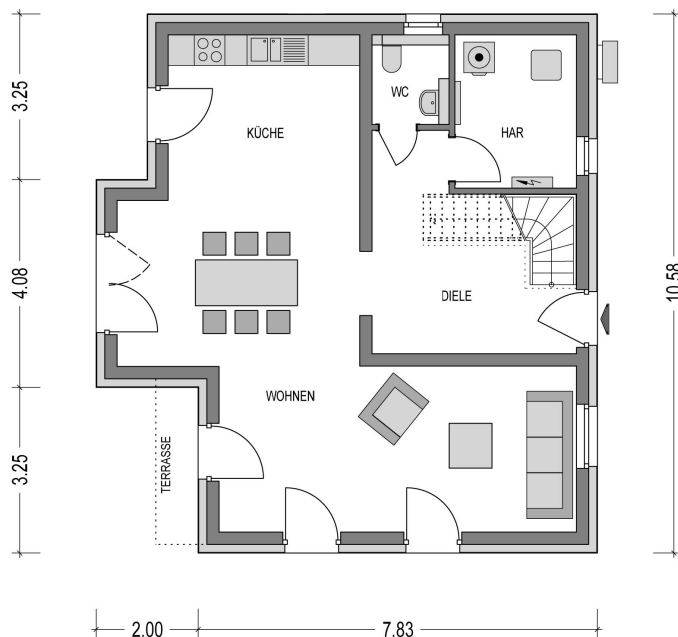 3.25
WC
KÜCHE
HAR
4.08
10.58
DIELE
WOHNEN
TERRASSE
3.25
2.00
7.83